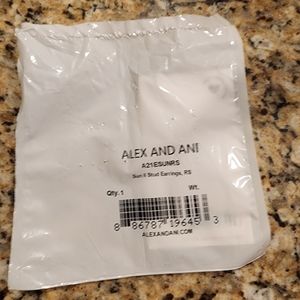 ALEX AND ANI
A21ESUNRS
Sun II Stud Earrings, RS
Qty. 1 Wt.
8 86787 19645 3
ALEXANDANI.COM